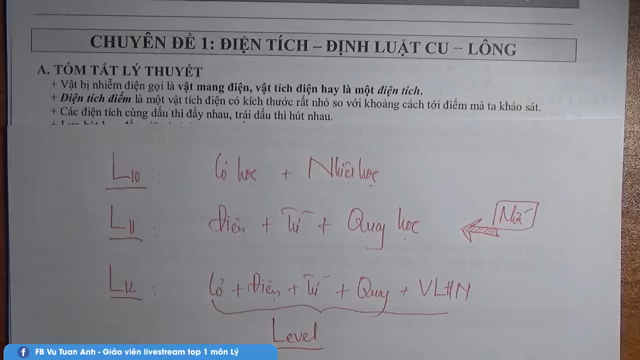 CHUYÊN ĐỀ 1: ĐIỆN TÍCH – ĐỊNH LUẬT CU – LÔNG
A. TÓM TẮT LÝ THUYẾT
+ Vật bị nhiễm điện gọi là vật mang điện, vật tích điện hay là một điện tích.
+ Điện tích điểm là một vật tích điện có kích thước rất nhỏ so với khoảng cách tới điểm mà ta khảo sát.
+ Các điện tích cùng dấu thì đẩy nhau, trái dấu thì hút nhau.
L10 : Cơ học + Nhiệt học
L11 : Điện + Từ + Quang học
L12 : Cơ + Điện + Từ + Quang + VLHN
Level
FB Vu Tuan Anh - Giáo viên livestream top 1 môn Lý